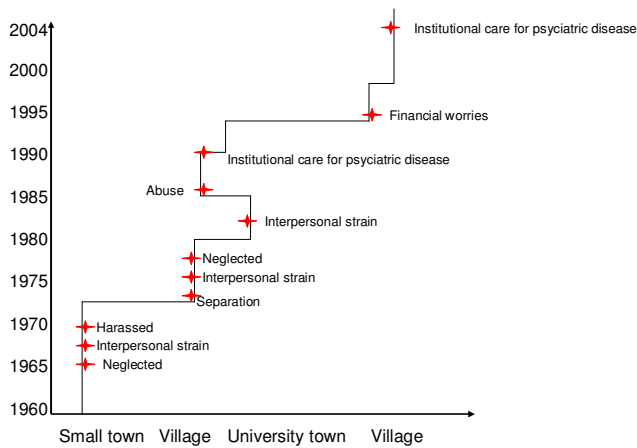 2004
Institutional care for psyciatric disease
2000
1995
Financial worries
1990
Institutional care for psyciatric disease
Abuse
1985
Interpersonal strain
1980
Neglected
Interpersonal strain
1975
Separation
1970
Harassed
Interpersonal strain
1965
Neglected
1960
Small town Village University town Village